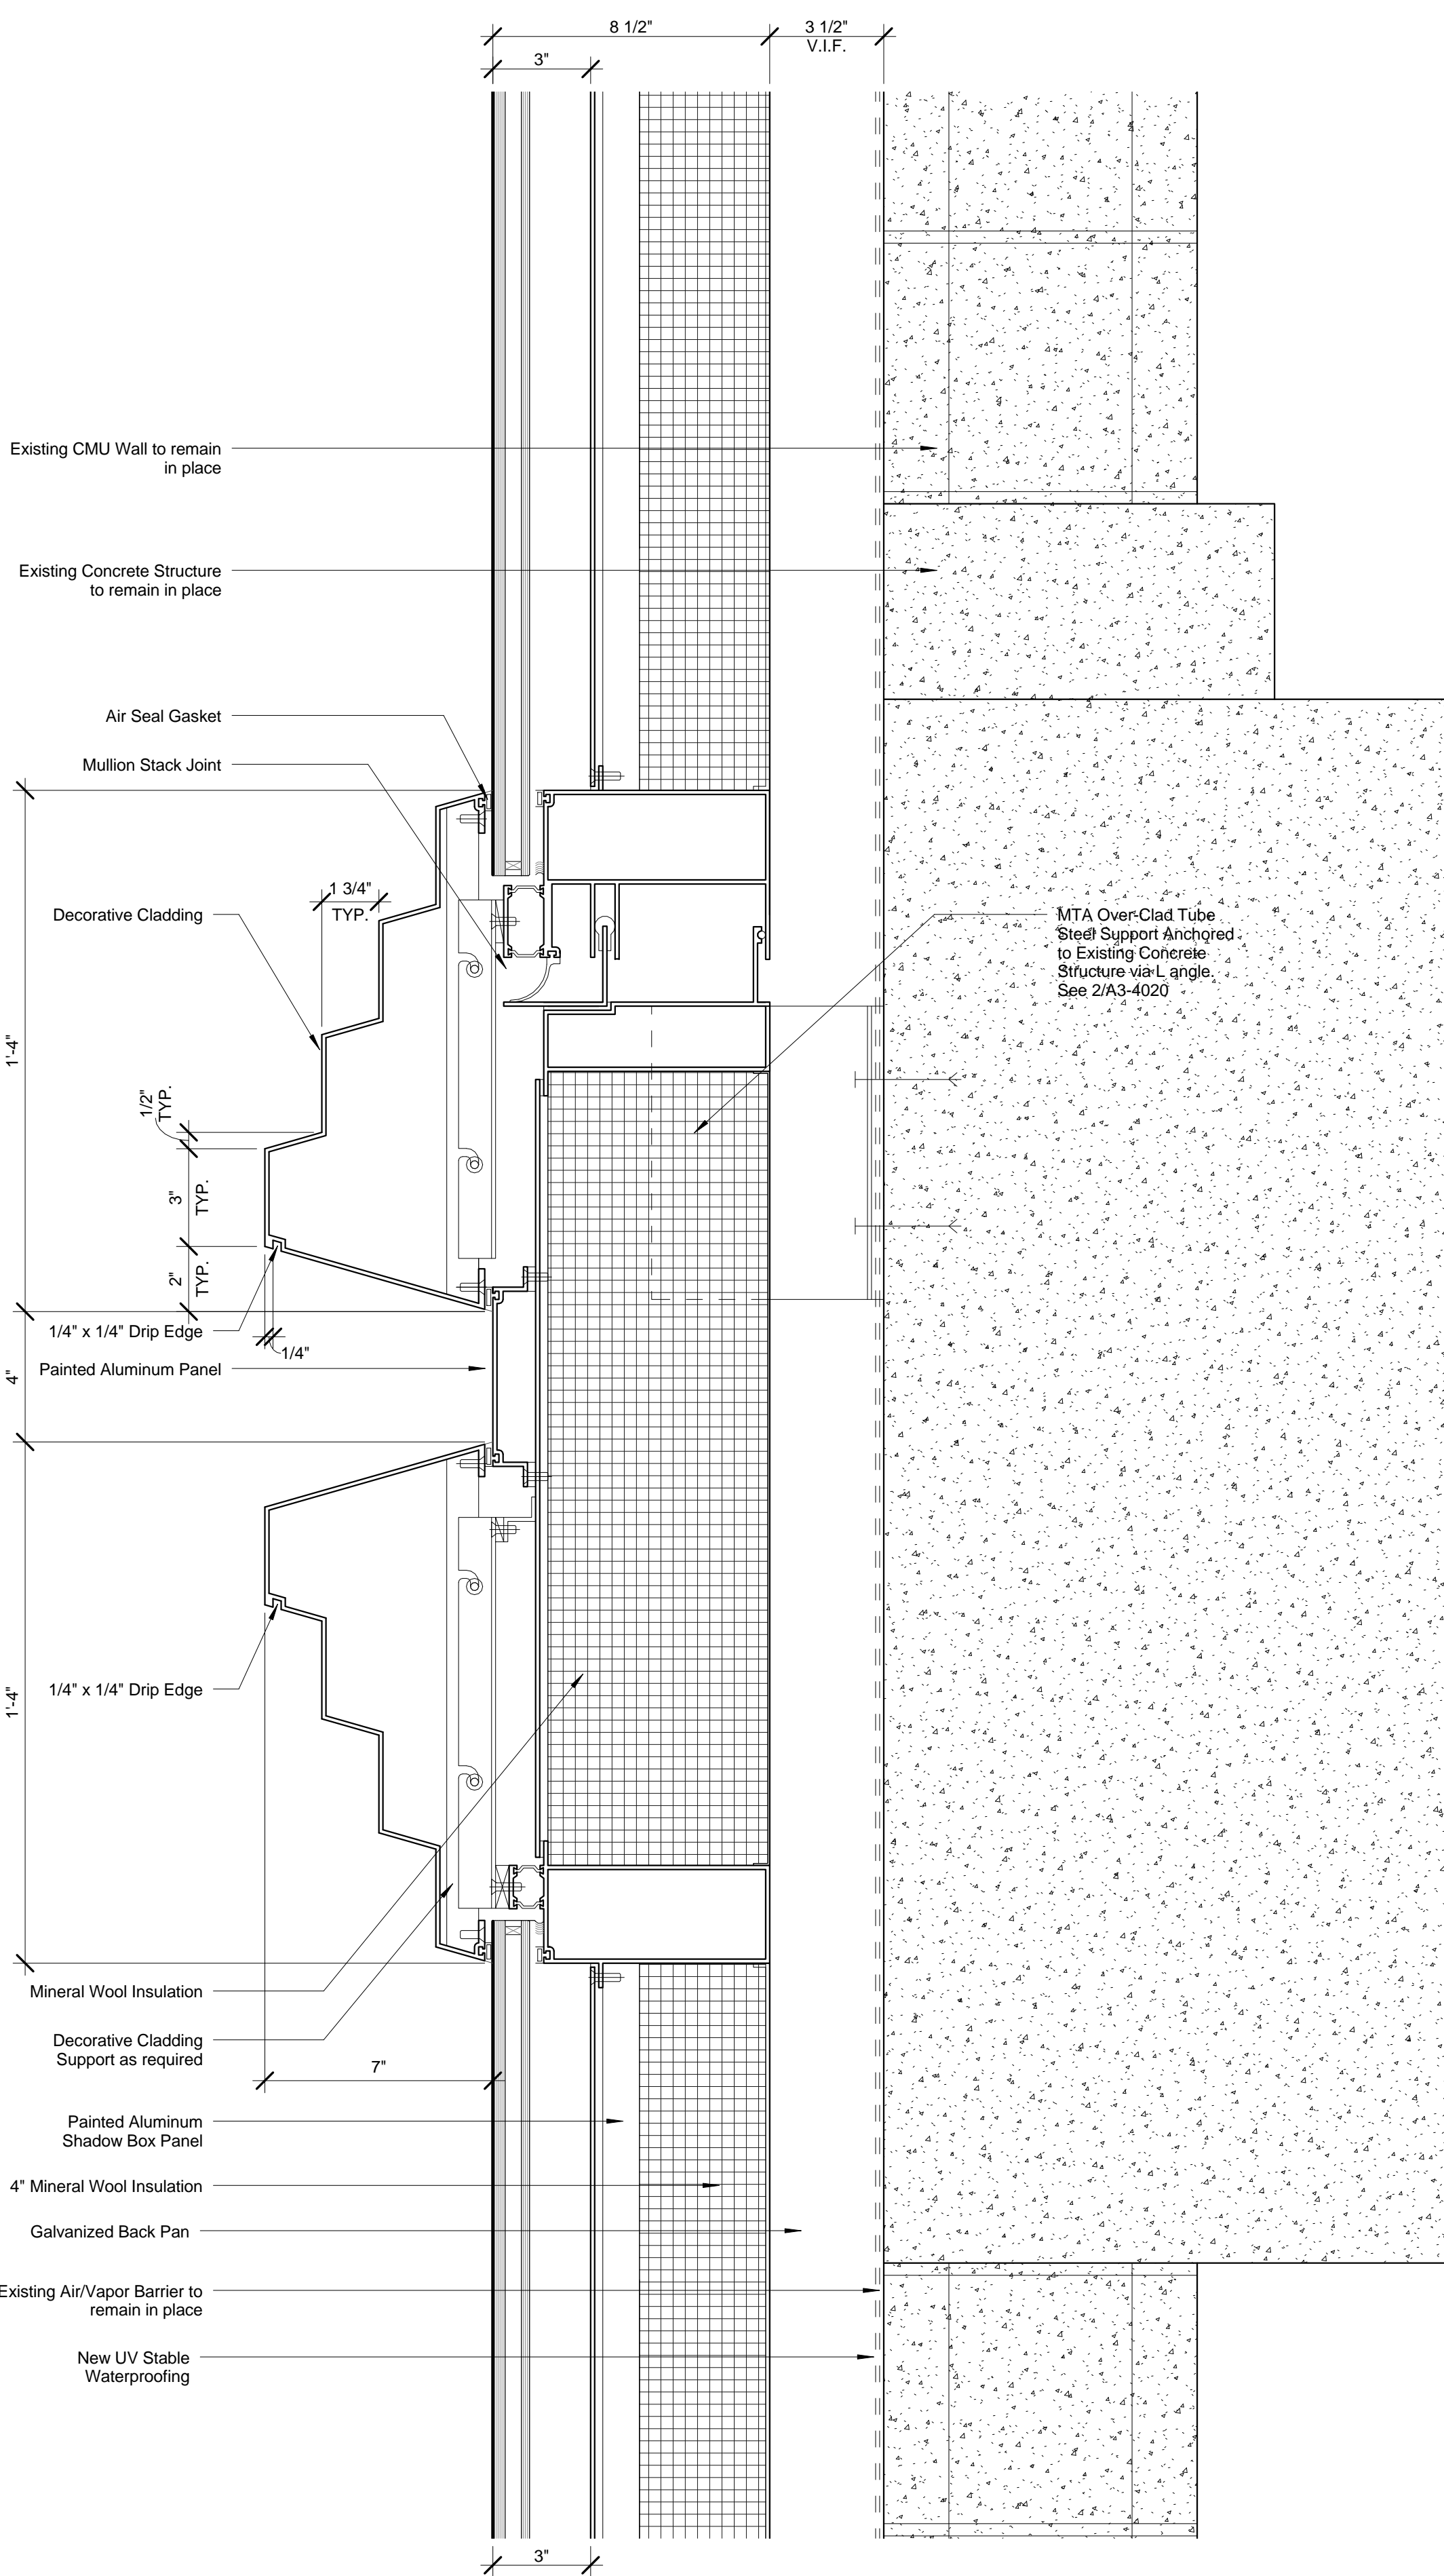 8 1/2"
3 1/2"
V.I.F.
3"
Existing CMU Wall to remain
in place
Existing Concrete Structure
to remain in place
Air Seal Gasket
Mullion Stack Joint
1 3/4"
TYP.
Decorative Cladding
MTA Over-Clad Tube
Steel Support Anchored
to Existing Concrete
Structure via L angle.
See 2/A3-4020
1'-4"
1/2"
TYP.
3"
TYP.
2"
TYP.
1/4" x 1/4" Drip Edge
1/4"
4"
Painted Aluminum Panel
1/4" x 1/4" Drip Edge
1'-4"
Mineral Wool Insulation
Decorative Cladding
Support as required
7"
Painted Aluminum
Shadow Box Panel
4" Mineral Wool Insulation
Galvanized Back Pan
Existing Air/Vapor Barrier to
remain in place
New UV Stable
Waterproofing
3"